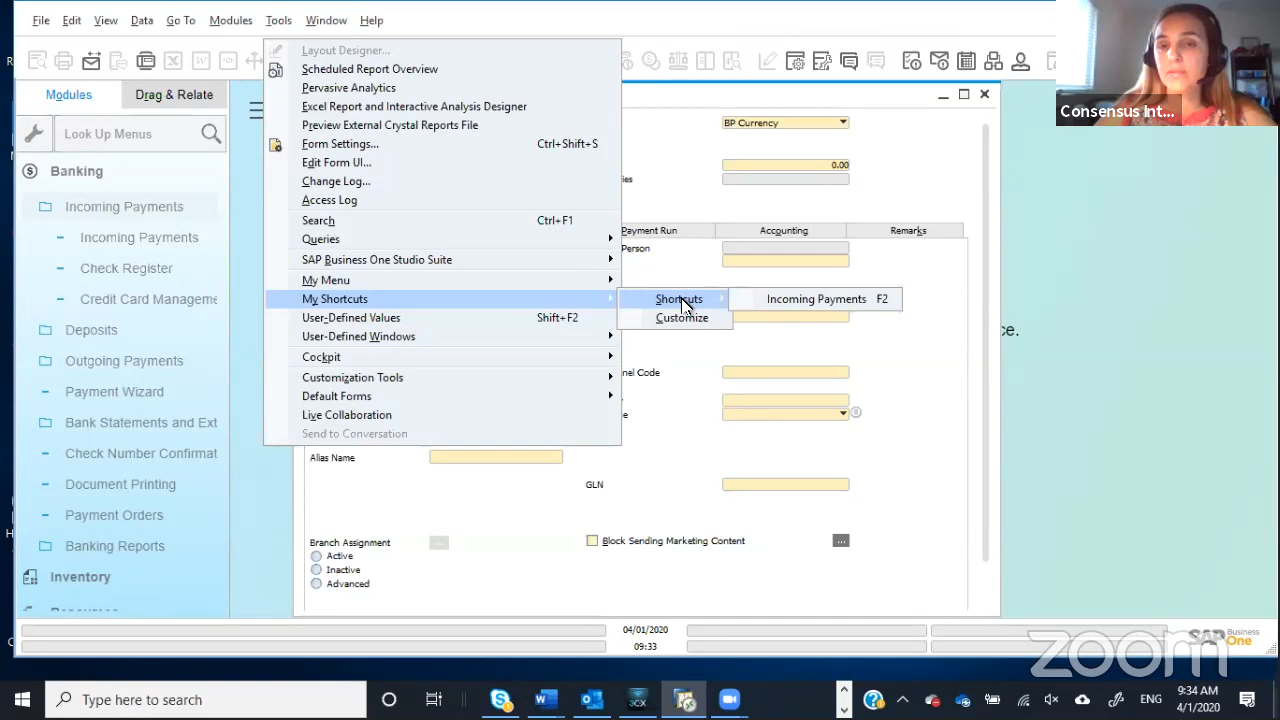 File Edit View Data Go To Modules Tools Window Help
Consensus Int...
Modules Drag & Relate
Look Up Menus
Banking
Incoming Payments
Incoming Payments
Check Register
Credit Card Manageme
Deposits
Outgoing Payments
Payment Wizard
Bank Statements and Ext
Check Number Confirmat
Document Printing
Payment Orders
Banking Reports
Inventory
Layout Designer...
Scheduled Report Overview
Pervasive Analytics
Excel Report and Interactive Analysis Designer
Preview External Crystal Reports File
Form Settings... Ctrl+Shift+S
Edit Form UI...
Change Log...
Access Log
Search Ctrl+F1
Queries
SAP Business One Studio Suite
My Menu
My Shortcuts
User-Defined Values Shift+F2
User-Defined Windows
Cockpit
Customization Tools
Default Forms
Live Collaboration
Send to Conversation
Shortcuts
Customize
Incoming Payments F2
BP Currency
0.00
ies
Payment Run Accounting Remarks
Person
nel Code
e
ce.
Alias Name
GLN
Branch Assignment ...
Active
Inactive
Advanced
Block Sending Marketing Content ...
04/01/2020
09:33
SAP Business One
zoom
Type here to search
3CX
ENG
9:34 AM
4/1/2020